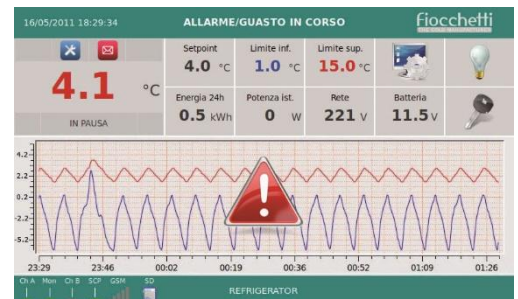 16/05/2011 18:29:34
ALLARME/GUASTO IN CORSO
Fiocchetti
4.1 °C
IN PAUSA
Setpoint
4.0 °C
Limite inf.
1.0 °C
Limite sup.
15.0 °C
Energia 24h
0.5 kWh
Potenza ist.
0 W
Rete
221 V
Batteria
11.5 V
4.2
2.2
0.2
-2.2
-5.2
23:29 23:46 00:02 00:19 00:36 00:52 01:09 01:26
Ch A Mon Ch B SCP GSM SD
REFRIGERATOR